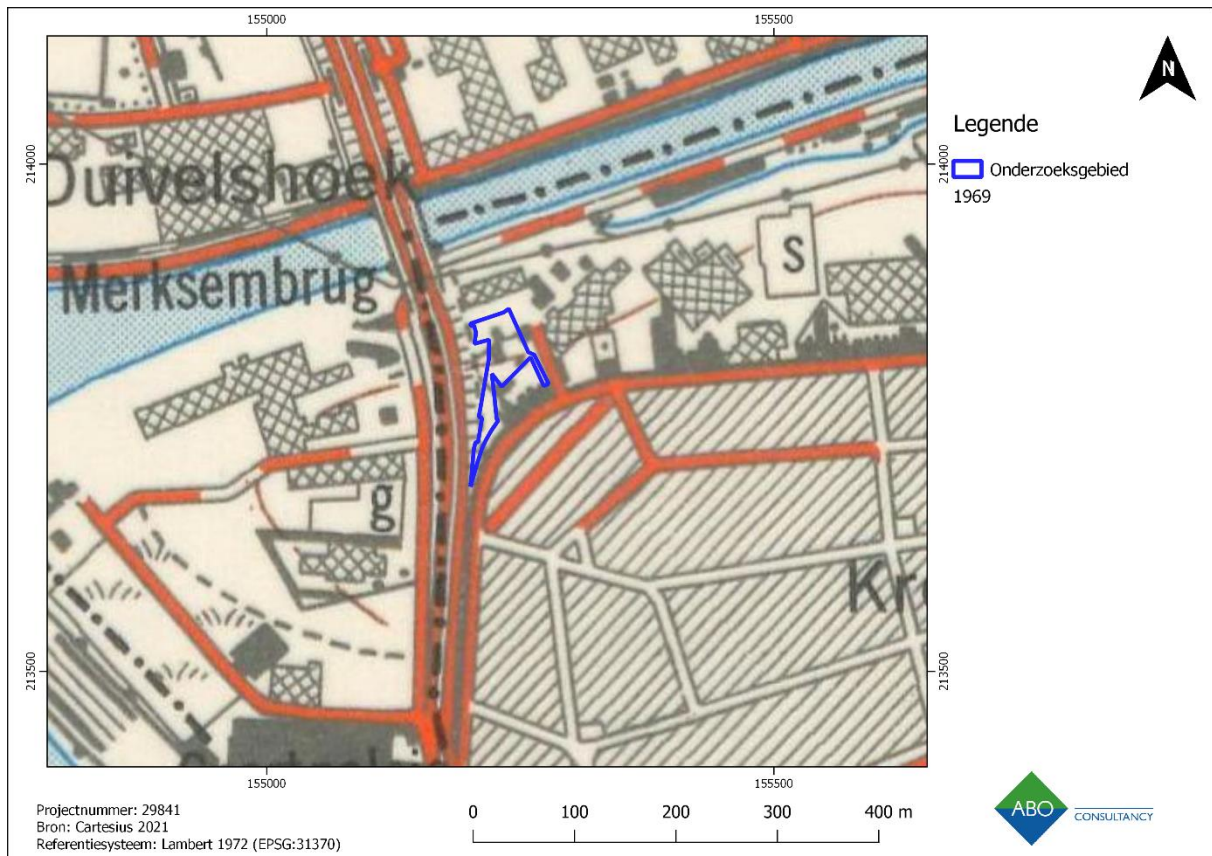 155000 155500
N
Legende
Onderzoeksgebied
1969
214000 214000
Duivelshoek
Merksembrug
S
g
213500 213500
155000 155500
Projectnummer: 29841
Bron: Cartesius 2021
Referentiesysteem: Lambert 1972 (EPSG:31370)
0 100 200 300 400 m
ABO
CONSULTANCY